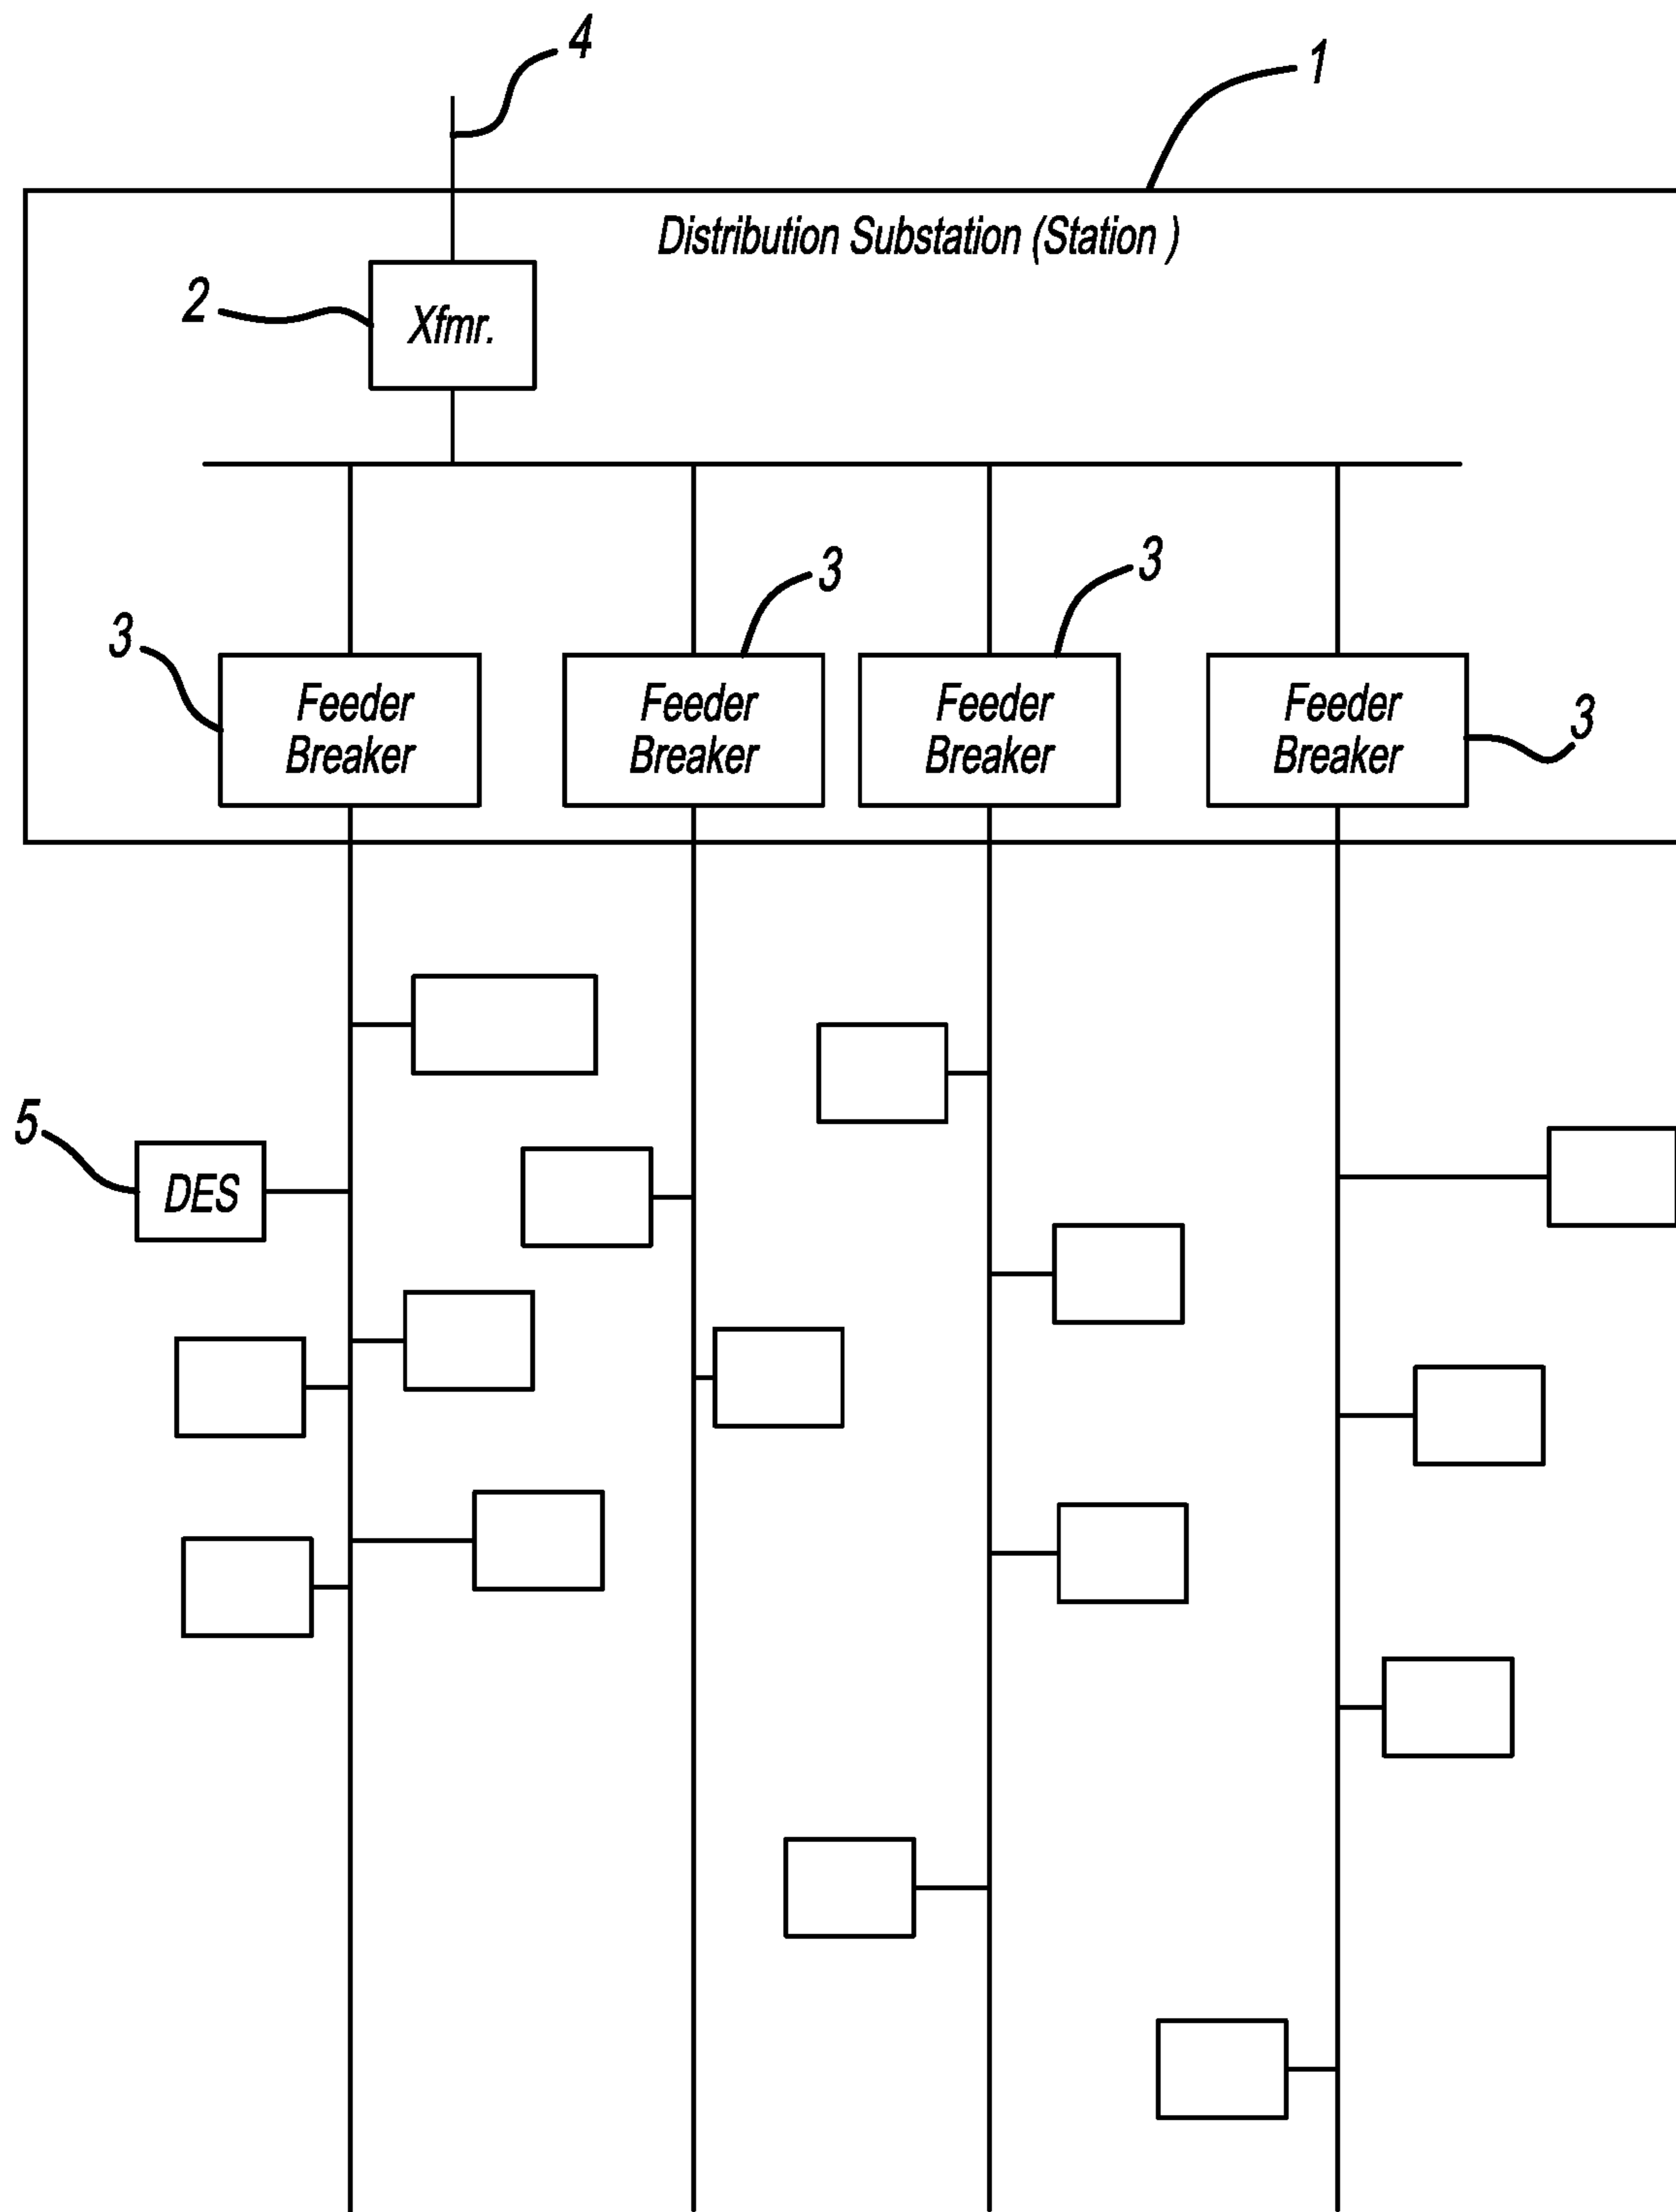 4
1
Distribution Substation (Station )
2
Xfmr.
3
3
3
3
Feeder
Breaker
Feeder
Breaker
Feeder
Breaker
Feeder
Breaker
5
DES